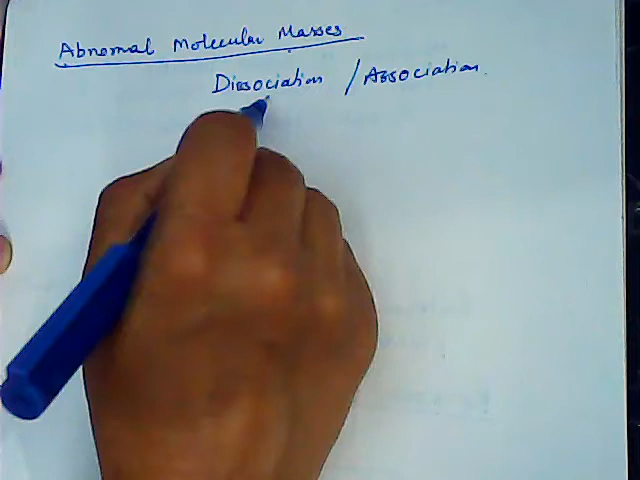 Abnormal Molecular Masses
Dissociation / Association.